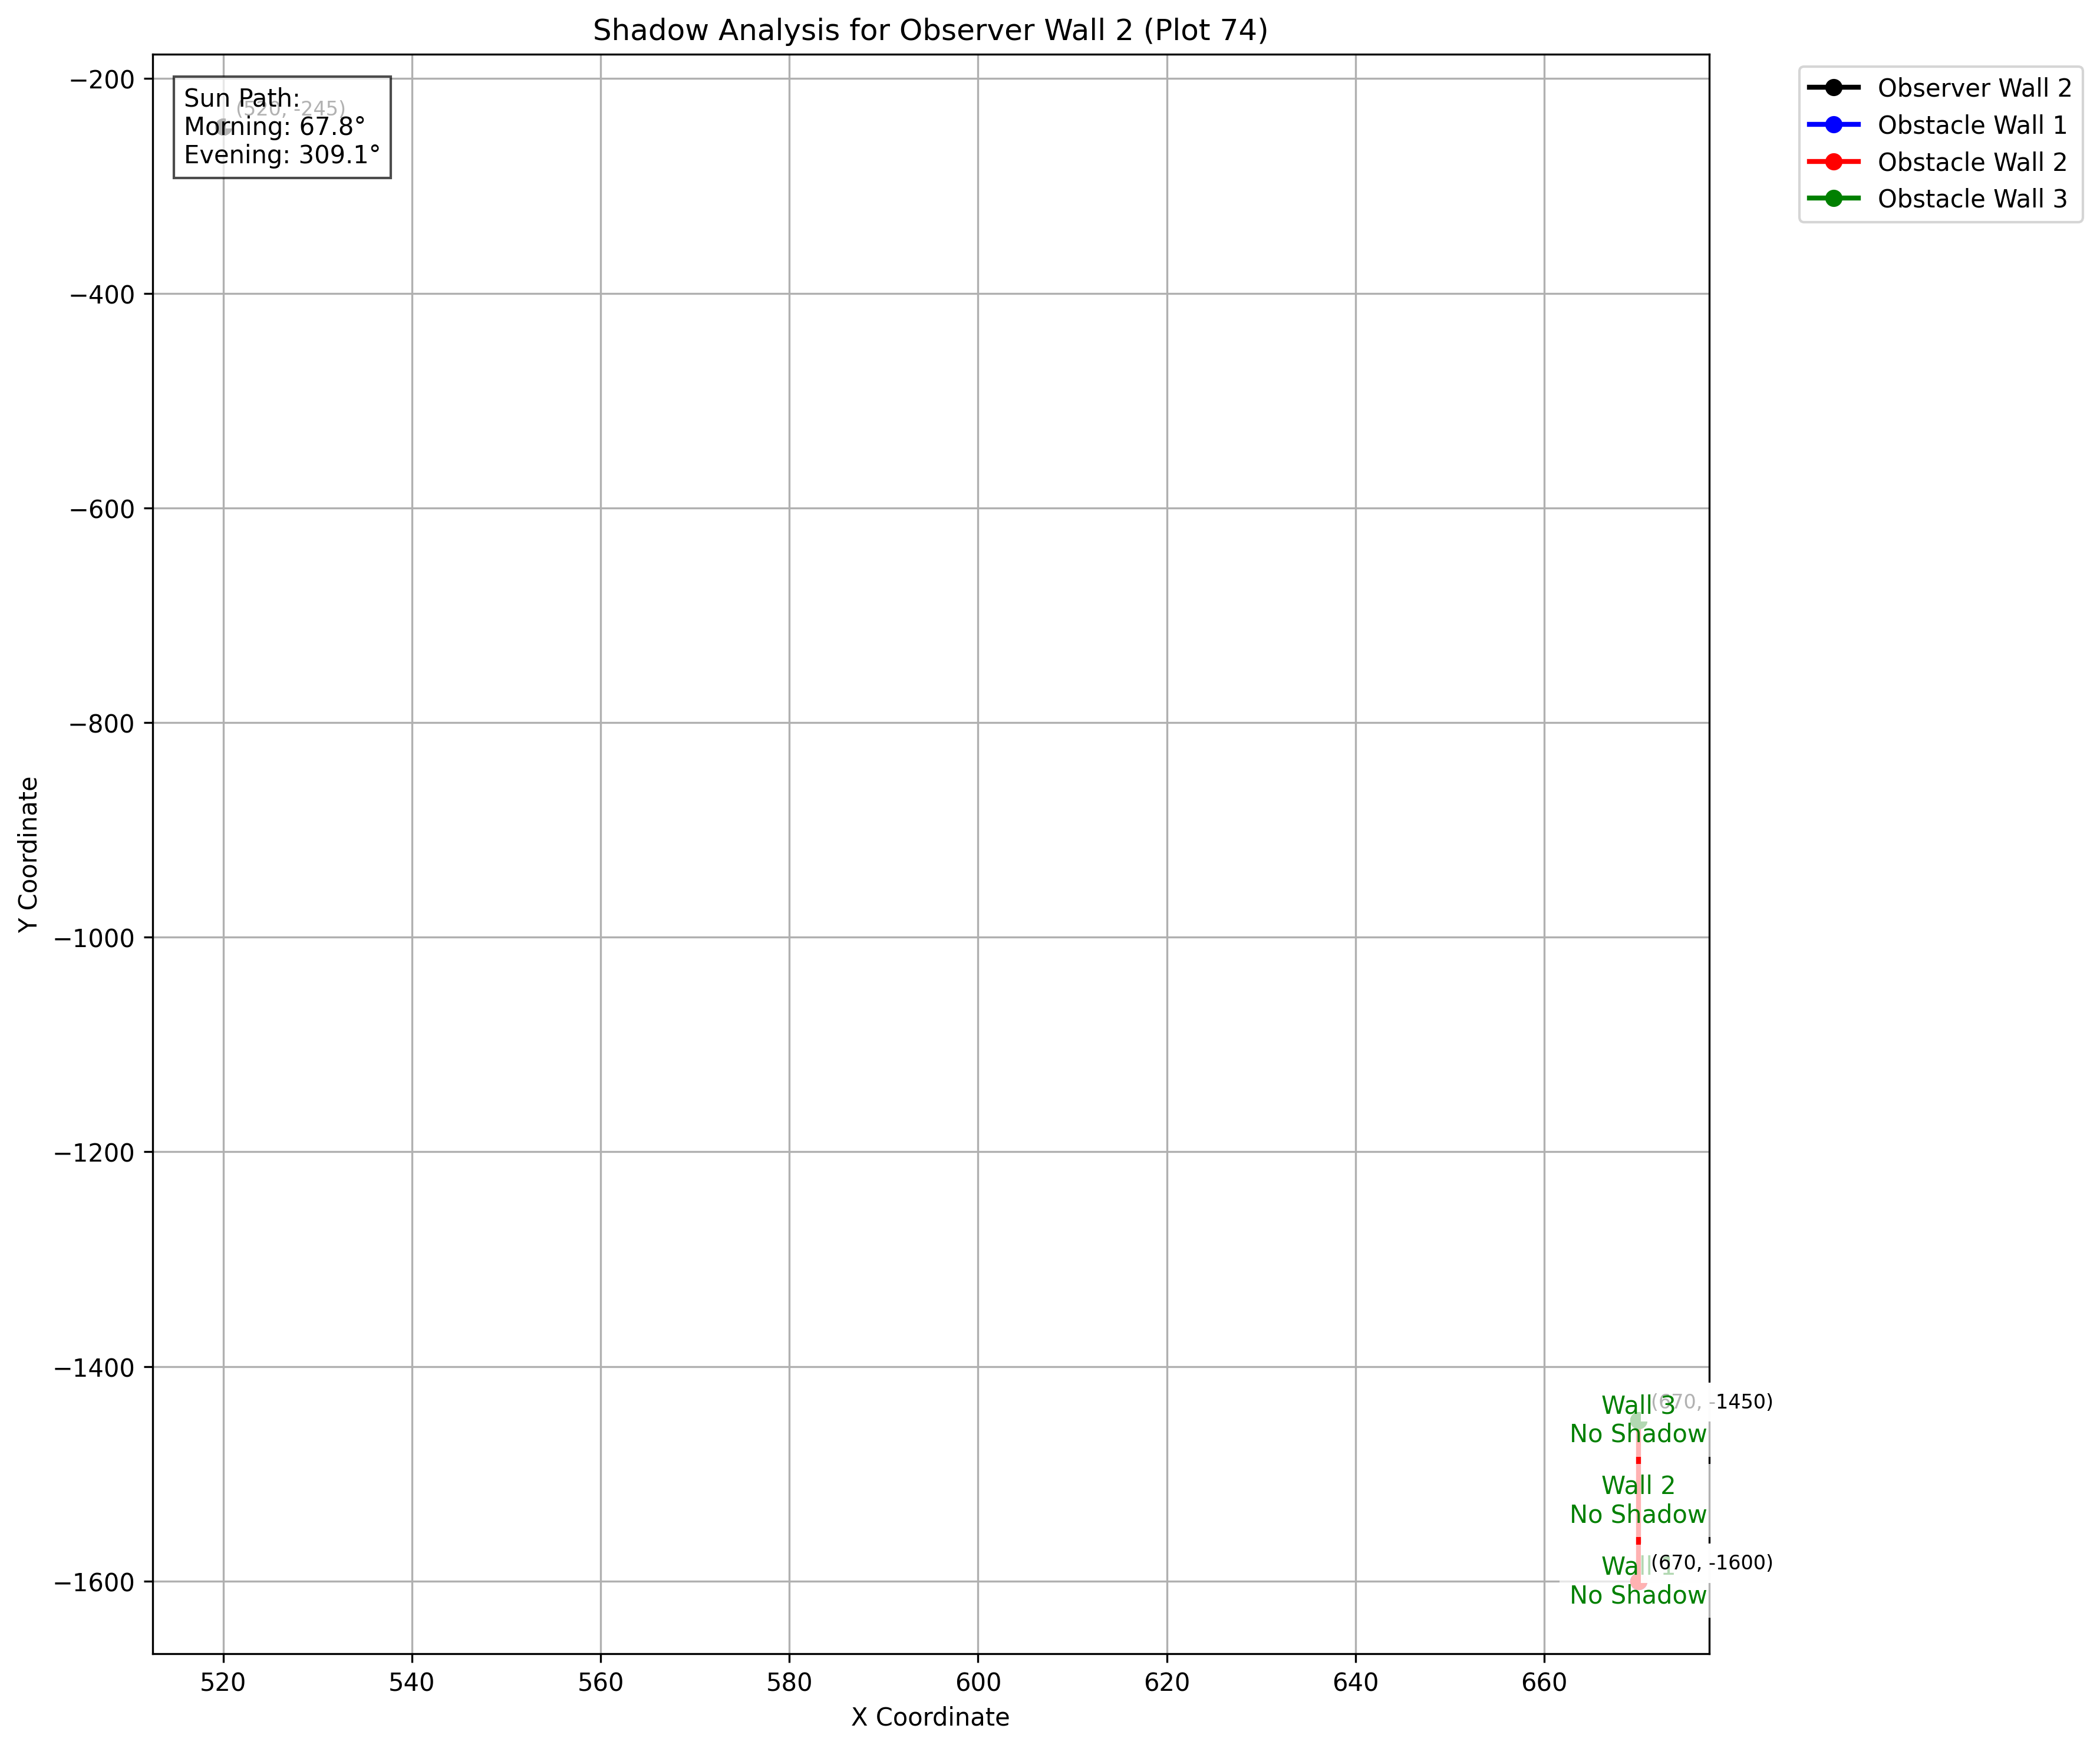 Shadow Analysis for Observer Wall 2 (Plot 74)
Sun Path:
(520, -245)
Morning: 67.8°
Evening: 309.1°
Observer Wall 2
Obstacle Wall 1
Obstacle Wall 2
Obstacle Wall 3
Y Coordinate
−200
−400
−600
−800
−1000
−1200
−1400
−1600
Wall 3
No Shadow
(670, -1450)
Wall 2
No Shadow
Wall 1
No Shadow
(670, -1600)
520
540
560
580
600
620
640
660
X Coordinate